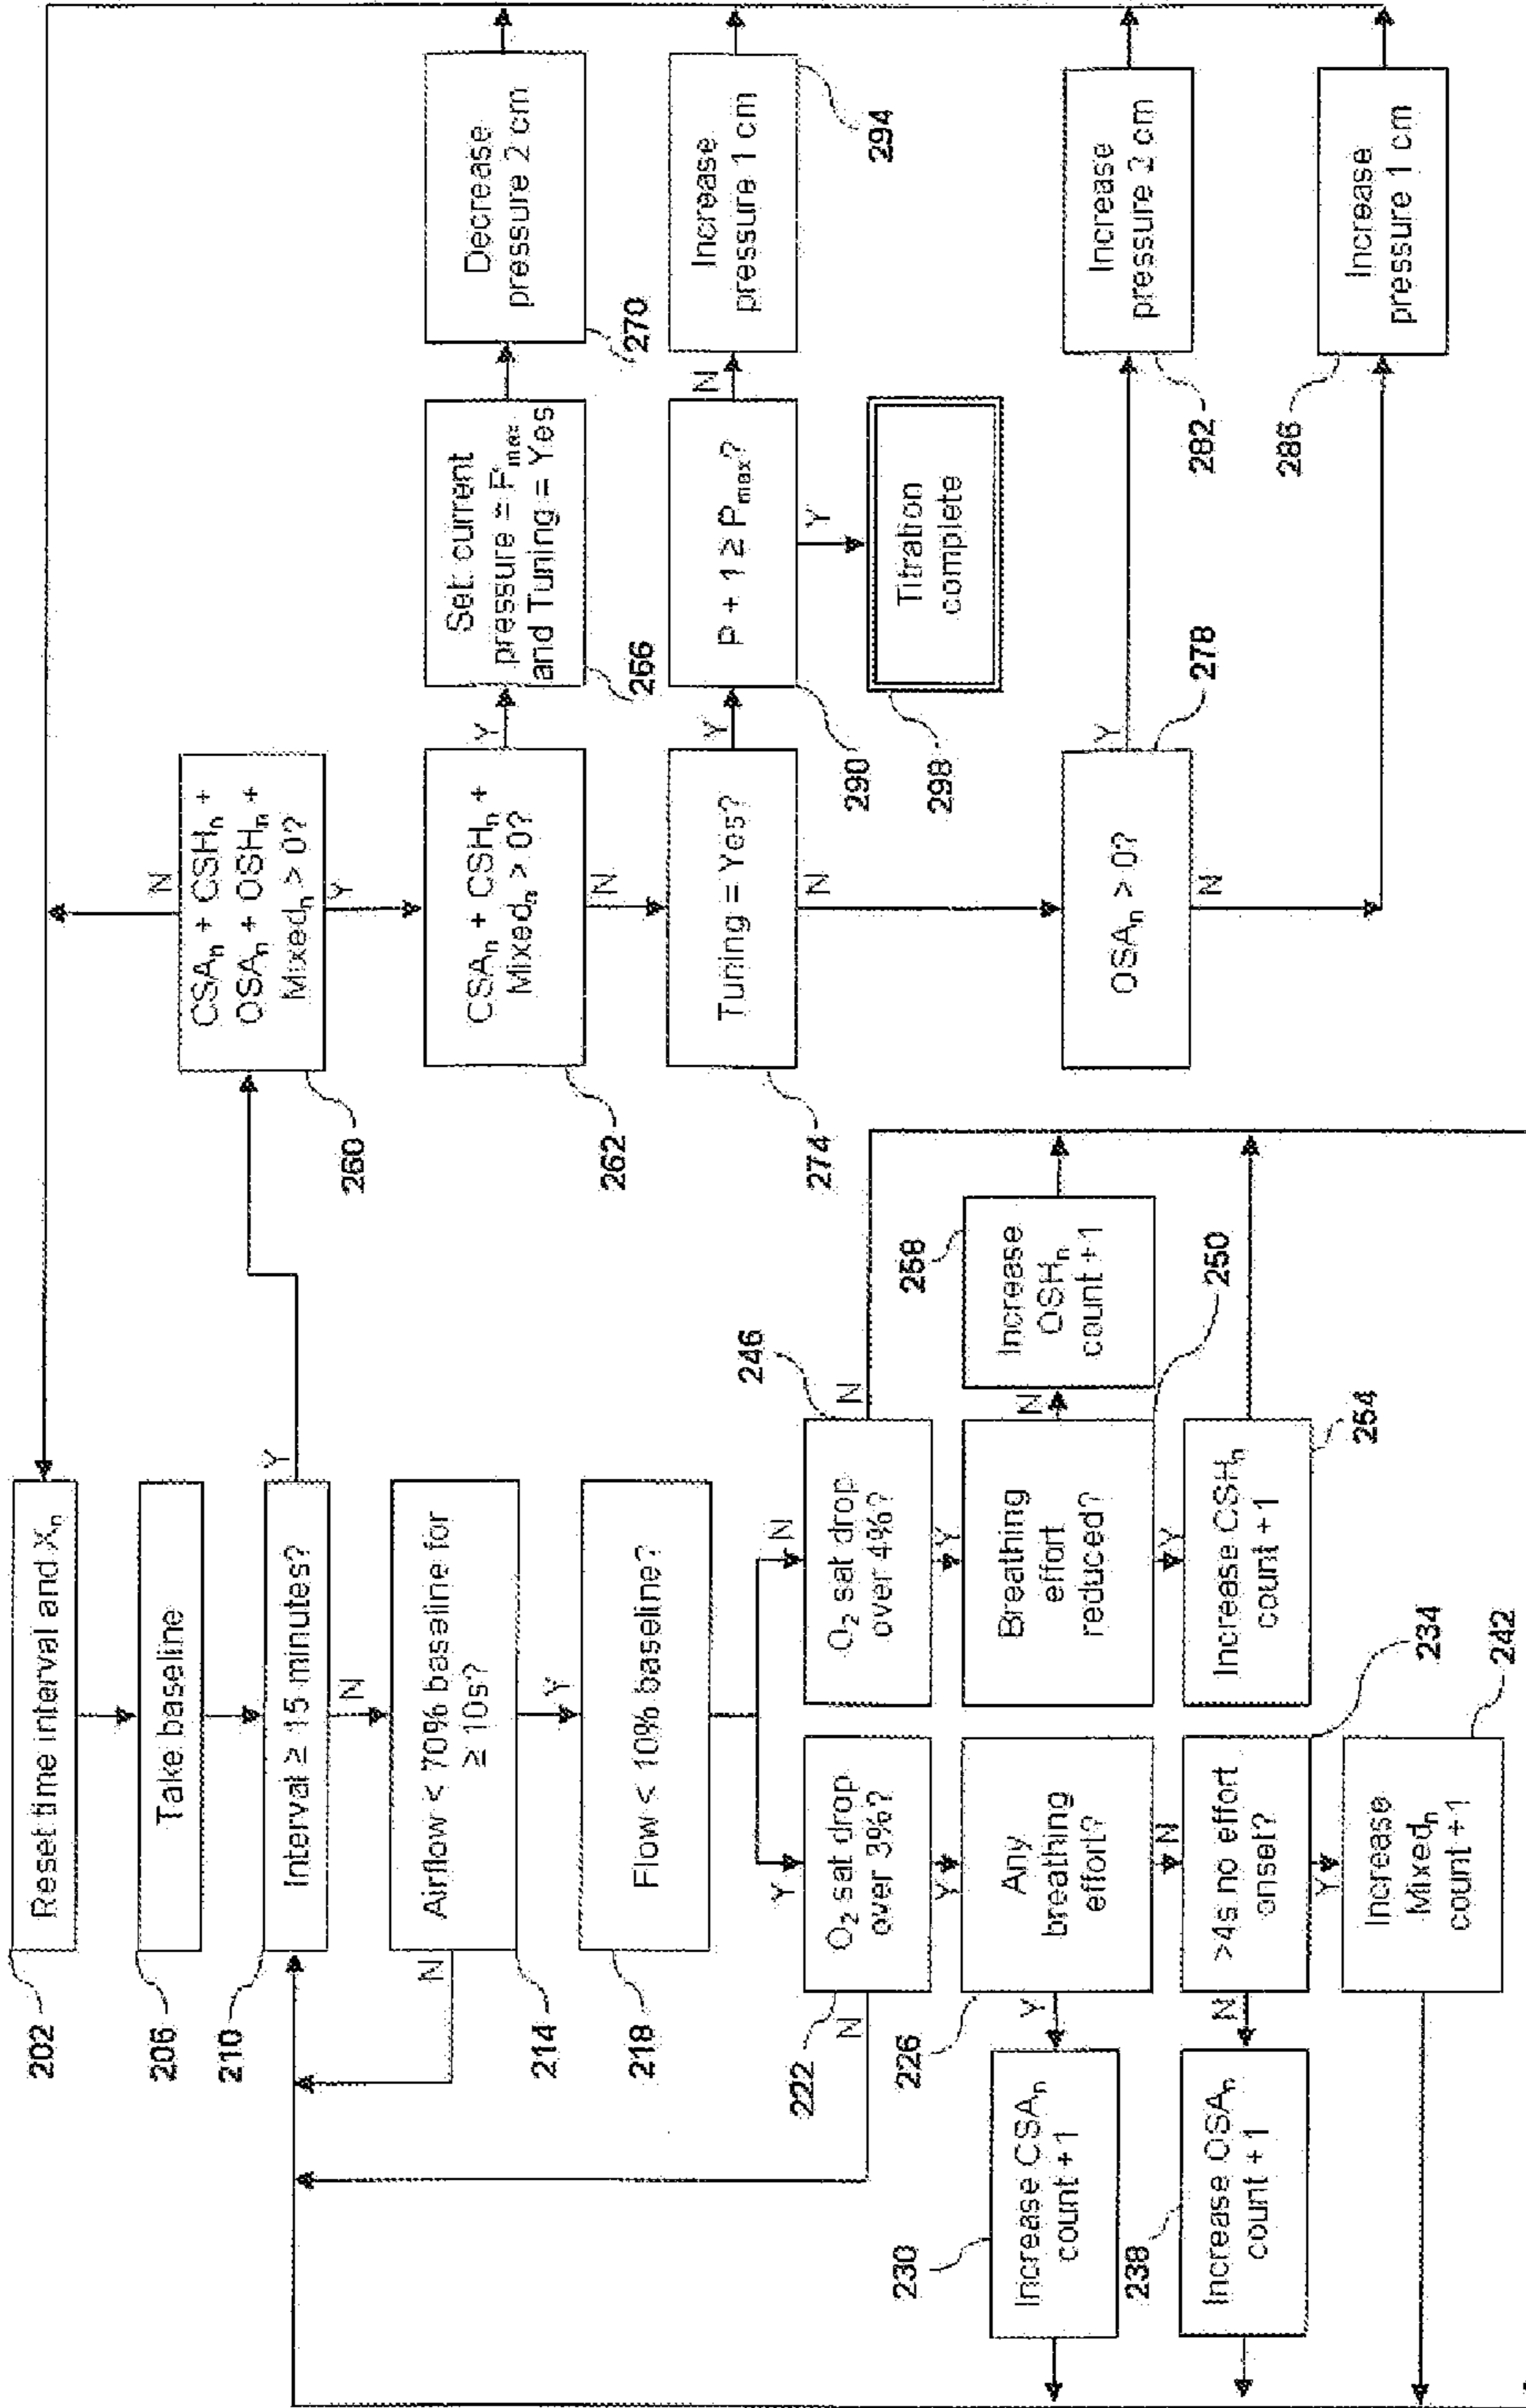 Reset time interval and Xn
202
Take baseline
206
Interval ≥ 15 minutes?
210
Y
N
Airflow < 70% baseline for
≥ 10s?
214
N
Y
Flow < 10% baseline?
218
Y
N
O2 sat drop
over 3%?
222
N
Y
O2 sat drop
over 4%?
246
N
Y
Any
breathing
effort?
226
Y
N
Increase CSAn
count +1
230
Breathing
effort
reduced?
250
N
Y
Increase
OSHn
count +1
258
>4s no effort
onset?
234
N
Y
Increase OSAn
count +1
238
Increase CSHn
count +1
254
Increase
Mixedn
count +1
242
CSAn + CSHn +
OSAn + OSHn +
Mixedn > 0?
260
N
Y
CSAn + CSHn +
Mixedn > 0?
262
Y
N
Set current
pressure = Pmax
and Tuning = Yes
266
Decrease
pressure 2 cm
270
Tuning = Yes?
274
Y
N
P + 1 ≥ Pmax?
290
N
Y
Increase
pressure 1 cm
294
Titration
complete
298
OSAn > 0?
278
Y
N
Increase
pressure 2 cm
282
Increase
pressure 1 cm
286